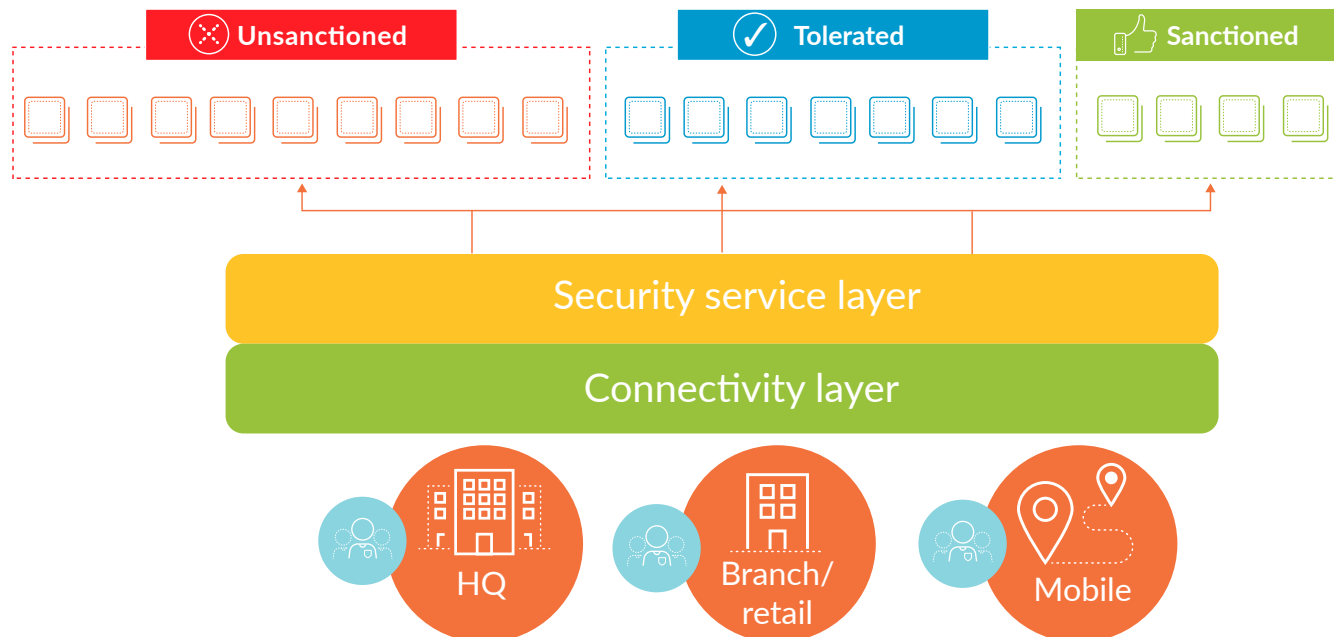 Unsanctioned
Tolerated
Sanctioned
Security service layer
Connectivity layer
HQ
Branch/
retail
Mobile